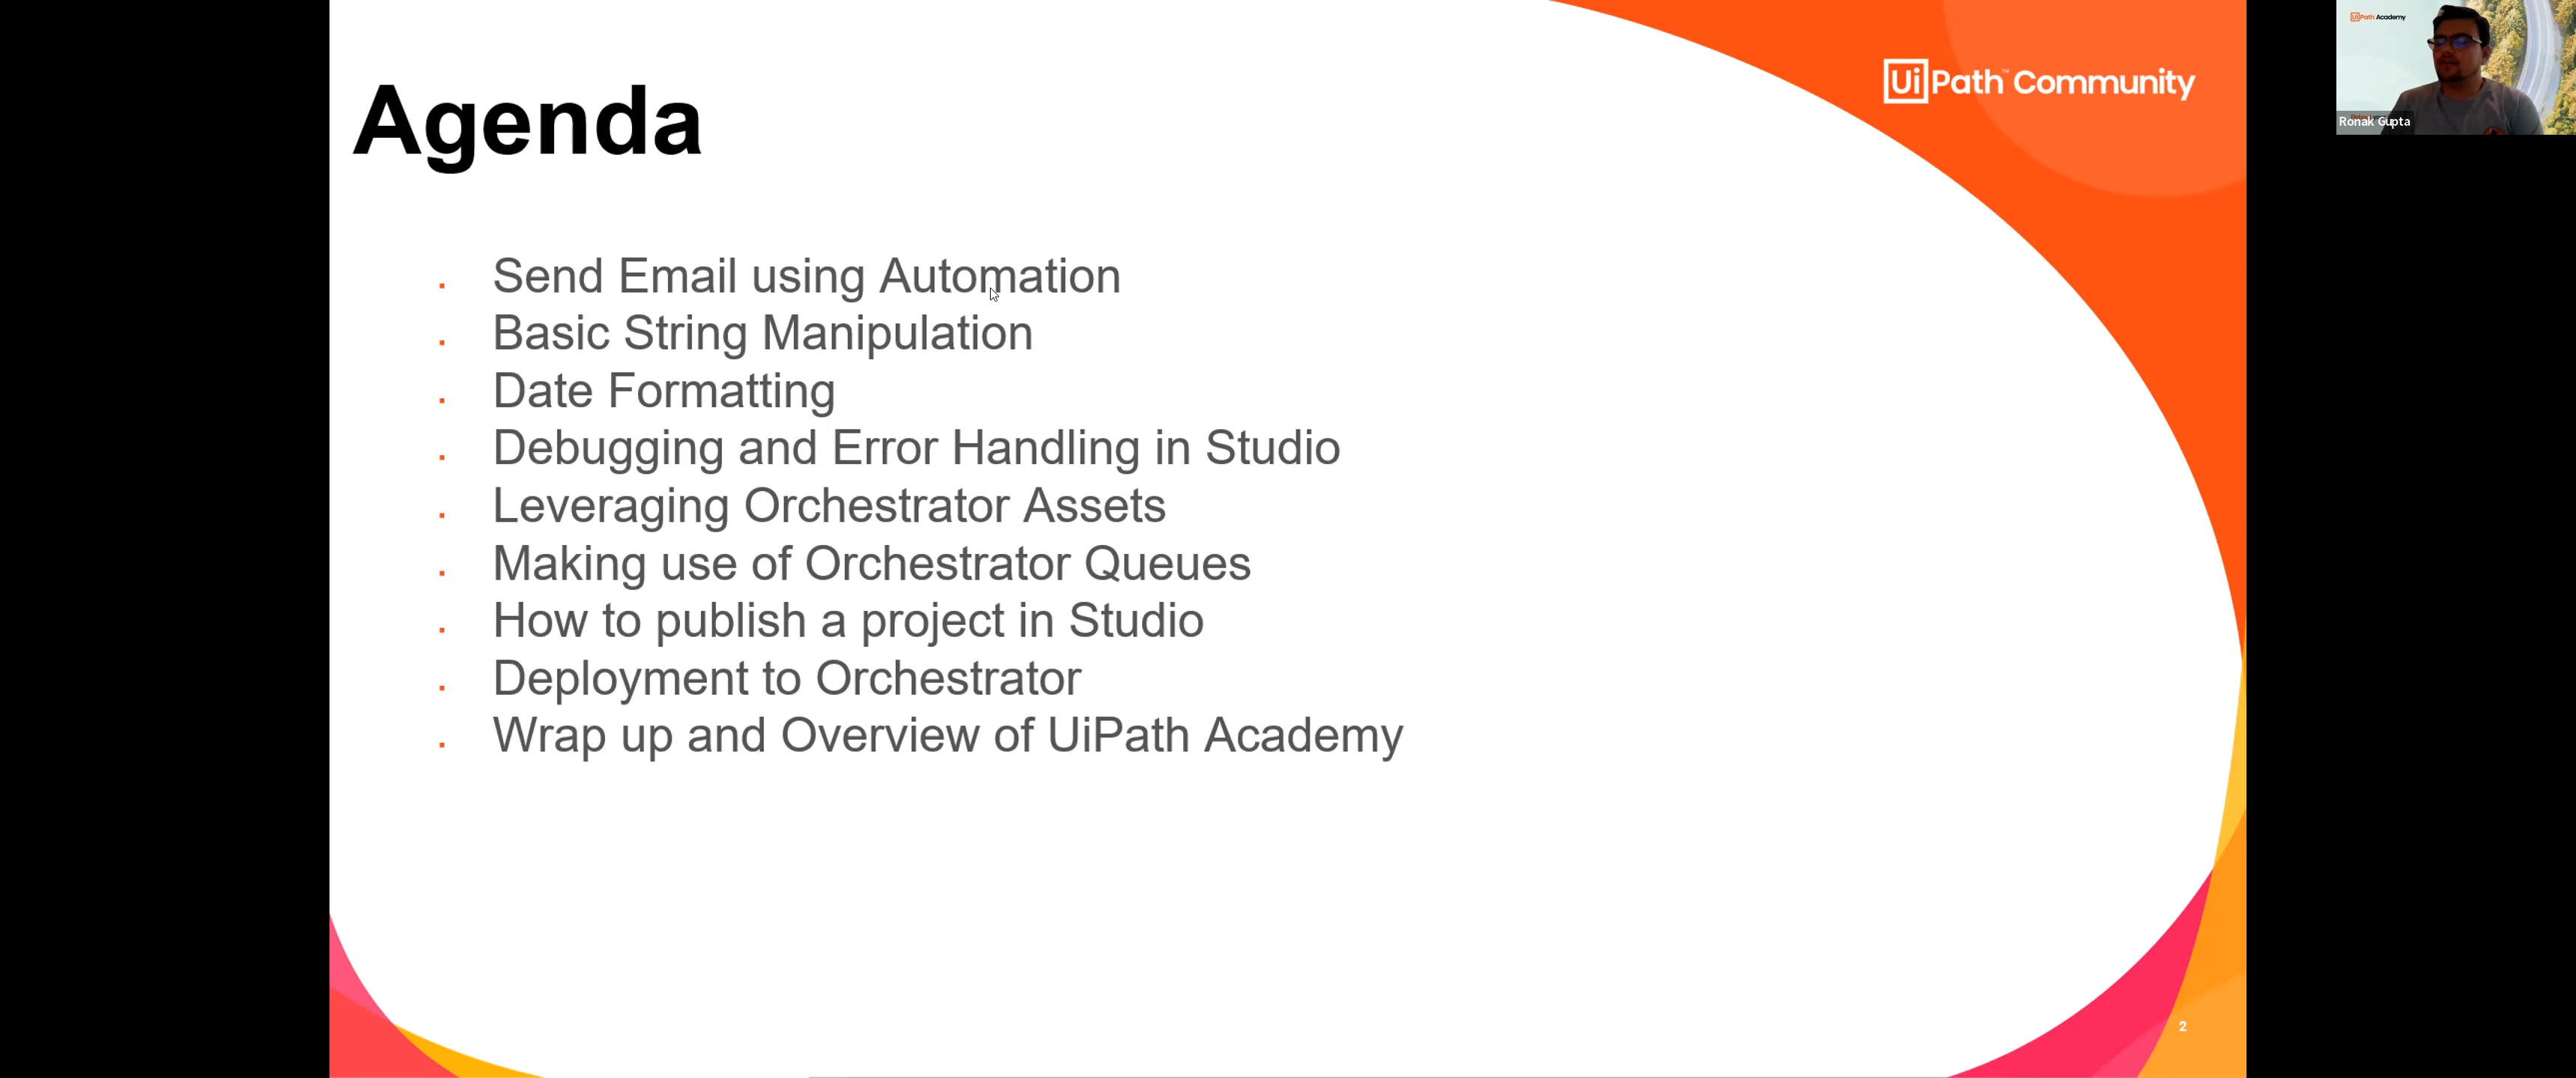 Agenda
UiPath™ Community
Send Email using Automation
Basic String Manipulation
Date Formatting
Debugging and Error Handling in Studio
Leveraging Orchestrator Assets
Making use of Orchestrator Queues
How to publish a project in Studio
Deployment to Orchestrator
Wrap up and Overview of UiPath Academy
2
UiPath Academy
Ronak Gupta